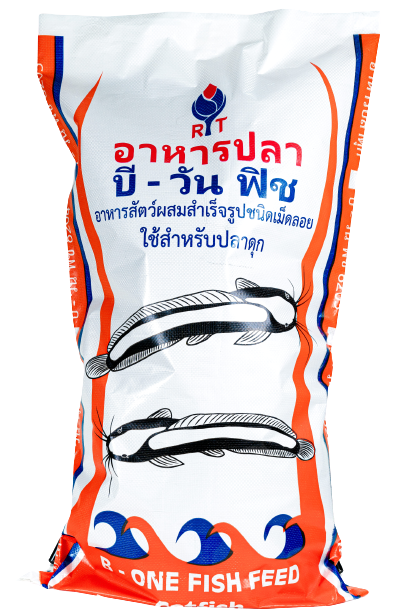 RT
อาหารปลา
บี - วัน ฟิช
อาหารสัตว์ผสมสำเร็จรูปชนิดเม็ดลอย
ใช้สำหรับปลาดุก
B - ONE FISH FEED
Catfish